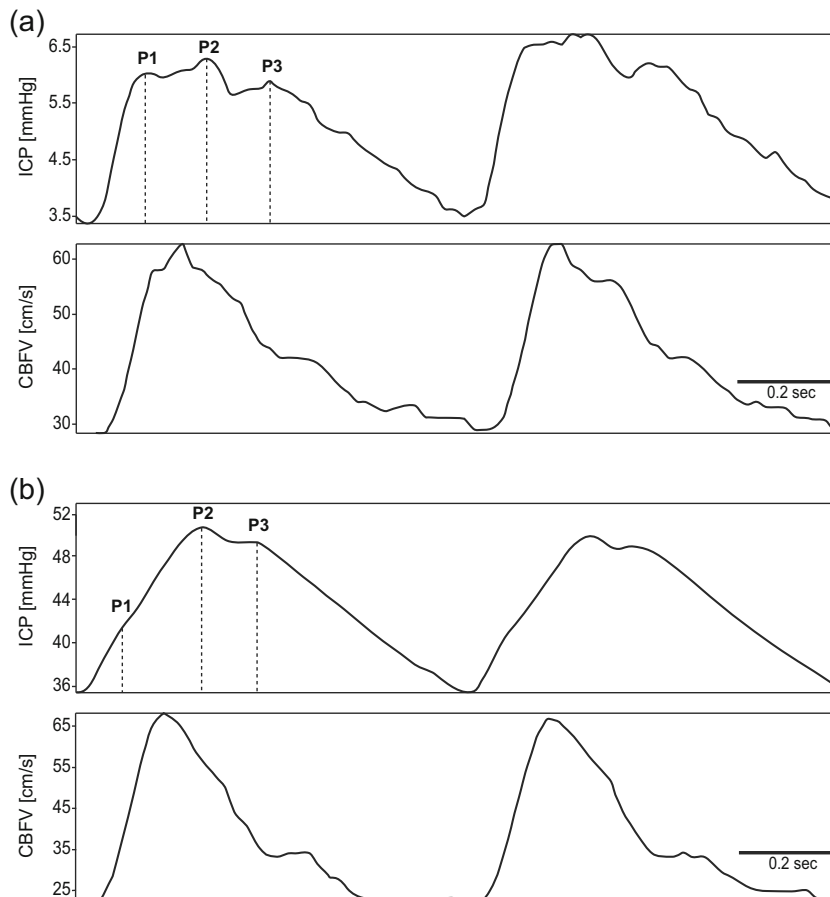 (a)
P1 P2 P3
ICP [mmHg]
6.5
5.5
4.5
3.5
CBFV [cm/s]
60
50
40
30
0.2 sec
(b)
P1 P2 P3
ICP [mmHg]
52
48
44
40
36
CBFV [cm/s]
65
55
45
35
25
0.2 sec